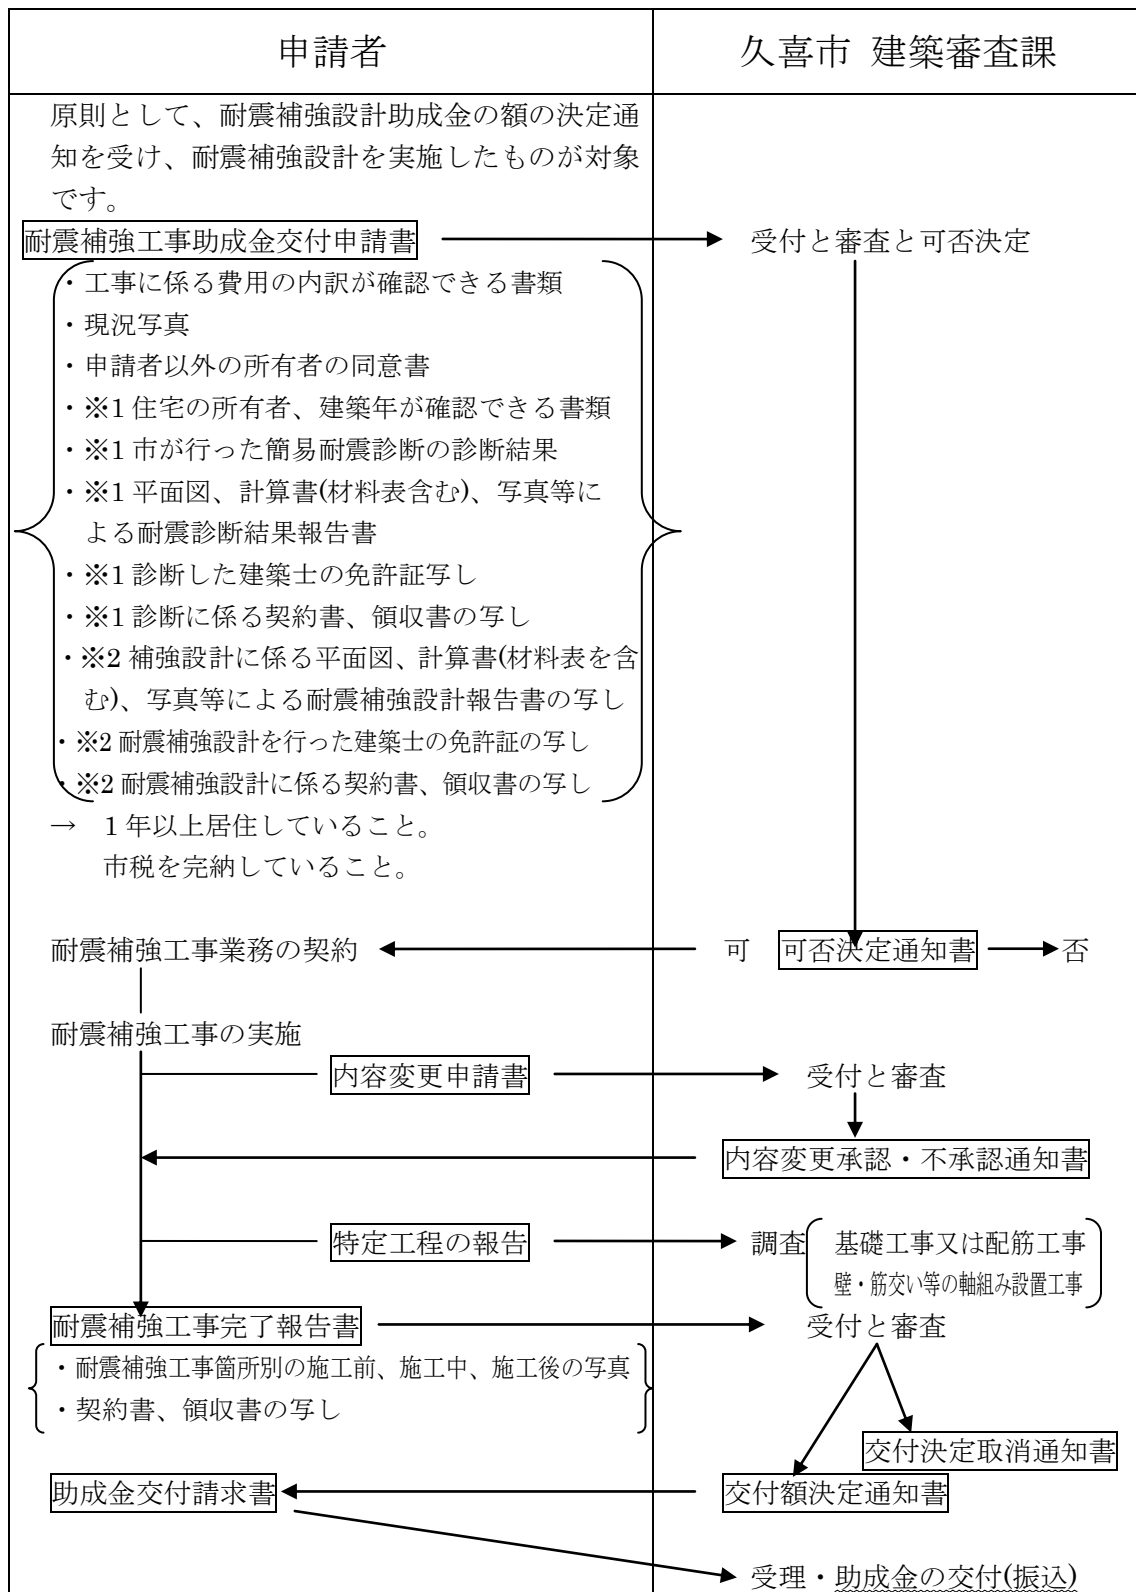 申請者
久喜市 建築審査課
原則として、耐震補強設計助成金の額の決定通
知を受け、耐震補強設計を実施したものが対象
です。
耐震補強工事助成金交付申請書
受付と審査と可否決定
・工事に係る費用の内訳が確認できる書類
・現況写真
・申請者以外の所有者の同意書
・※1 住宅の所有者、建築年が確認できる書類
・※1 市が行った簡易耐震診断の診断結果
・※1 平面図、計算書(材料表含む)、写真等に
よる耐震診断結果報告書
・※1 診断した建築士の免許証写し
・※1 診断に係る契約書、領収書の写し
・※2 補強設計に係る平面図、計算書(材料表を含
む)、写真等による耐震補強設計報告書の写し
・※2 耐震補強設計を行った建築士の免許証の写し
・※2 耐震補強設計に係る契約書、領収書の写し
→ 1年以上居住していること。
市税を完納していること。
耐震補強工事業務の契約
可 可否決定通知書 否
耐震補強工事の実施
内容変更申請書
受付と審査
内容変更承認・不承認通知書
特定工程の報告
調査 基礎工事又は配筋工事
壁・筋交い等の軸組み設置工事
耐震補強工事完了報告書
受付と審査
・耐震補強工事箇所別の施工前、施工中、施工後の写真
・契約書、領収書の写し
交付決定取消通知書
助成金交付請求書
交付額決定通知書
受理・助成金の交付(振込)